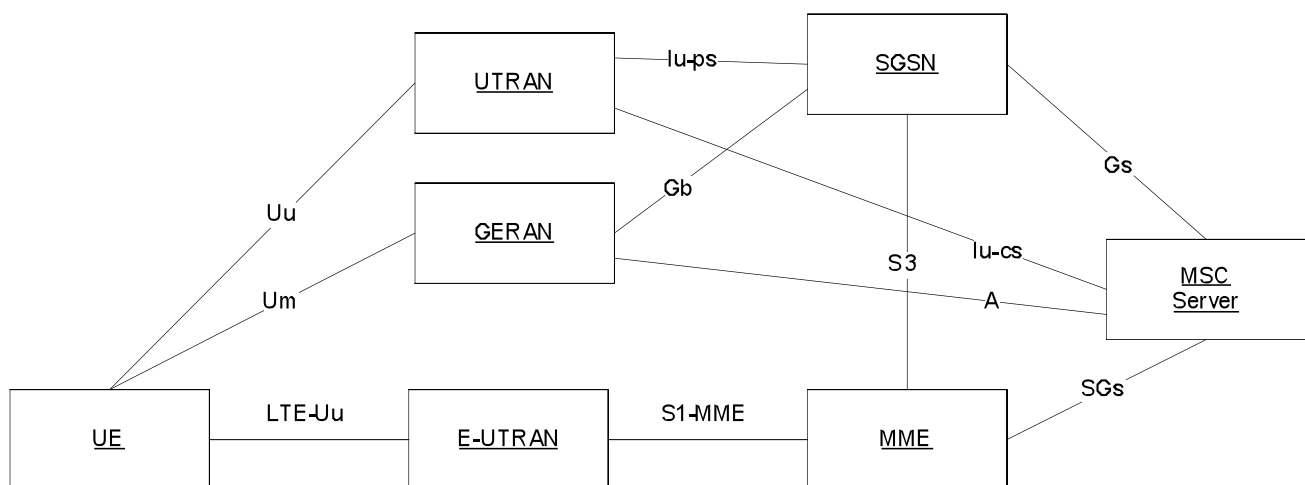 Iu-ps
SGSN
UTRAN
Gs
Gb
Uu
GERAN
Iu-cs
S3
MSC
Server
Um
A
SGs
LTE-Uu
S1-MME
UE
E-UTRAN
MME